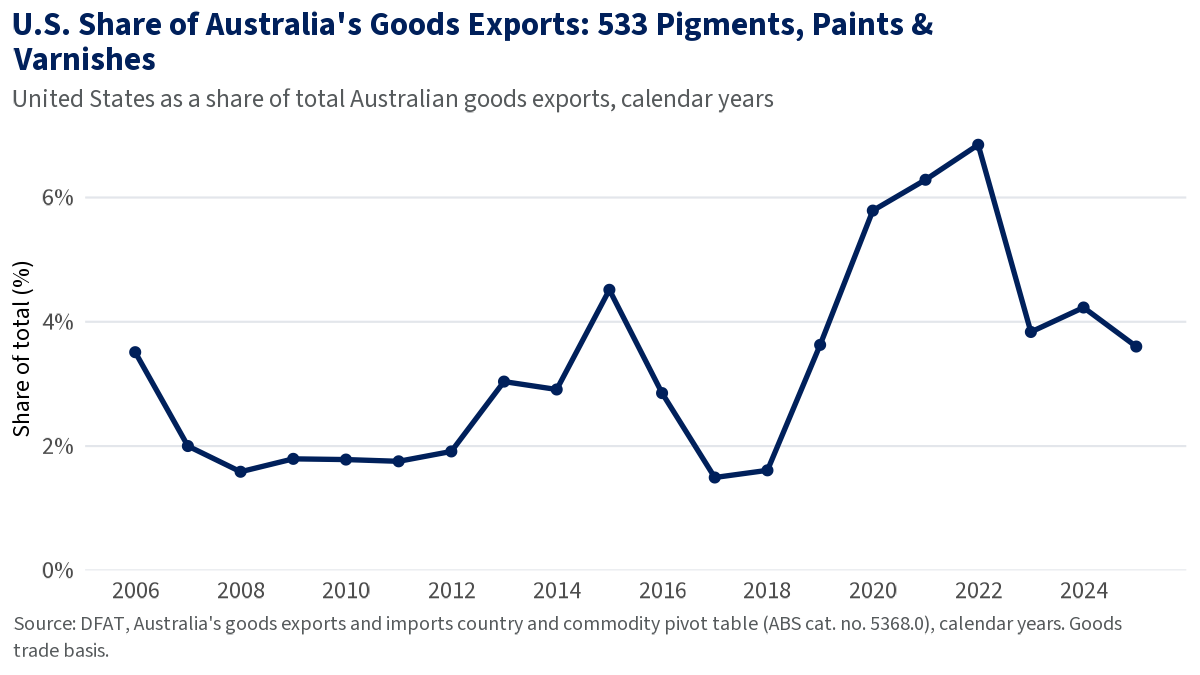 U.S. Share of Australia's Goods Exports: 533 Pigments, Paints &
Varnishes
United States as a share of total Australian goods exports, calendar years
Share of total (%)
6%
4%
2%
0%
2006 2008 2010 2012 2014 2016 2018 2020 2022 2024
Source: DFAT, Australia's goods exports and imports country and commodity pivot table (ABS cat. no. 5368.0), calendar years. Goods
trade basis.